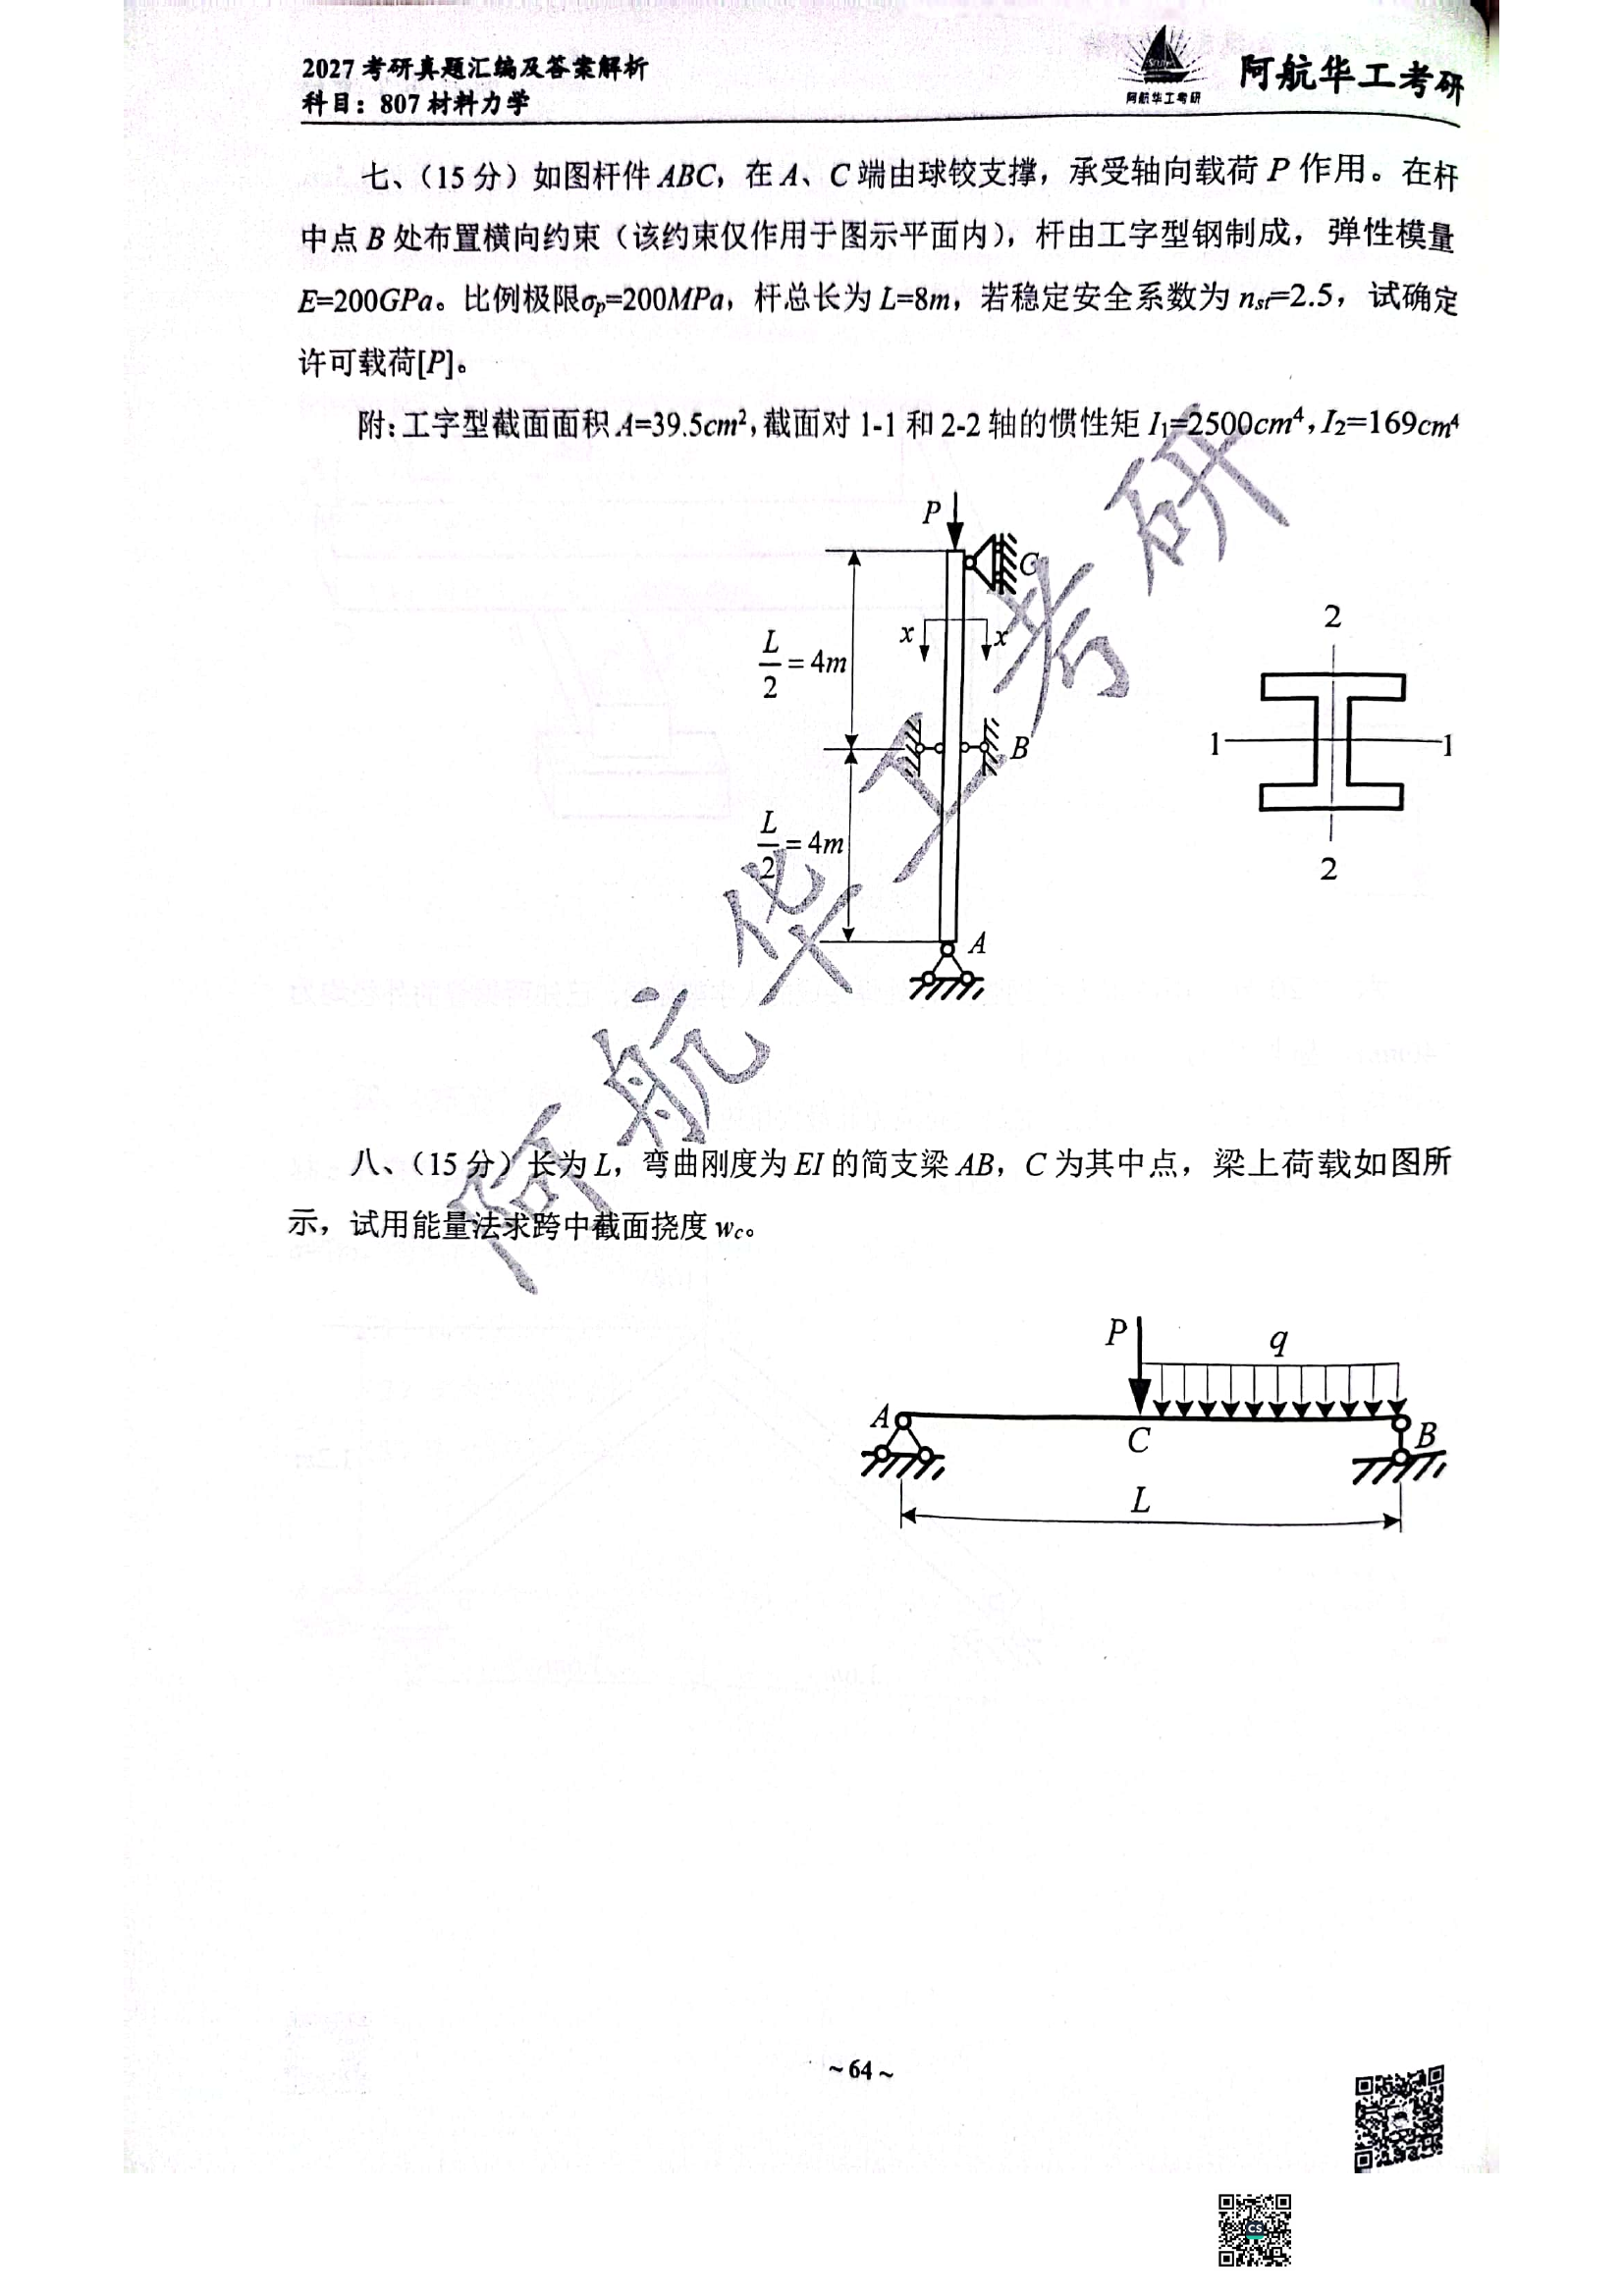 2027考研真题汇编及答案解析
科目：807材料力学
阿航华工考研
阿航华工考研
七、（15分）如图杆件ABC，在A、C端由球铰支撑，承受轴向载荷P作用。在杆
中点B处布置横向约束（该约束仅作用于图示平面内），杆由工字型钢制成，弹性模量
E=200GPa。比例极限σp=200MPa，杆总长为L=8m，若稳定安全系数为nst=2.5，试确定
许可载荷[P]。
附：工字型截面面积A=39.5cm²，截面对1-1和2-2轴的惯性矩I₁=2500cm⁴，I₂=169cm⁴
P
C
x
x
L/2=4m
B
L/2=4m
A
2
1
1
2
阿航华工考研
八、（15分）长为L，弯曲刚度为EI的简支梁AB，C为其中点，梁上荷载如图所
示，试用能量法求跨中截面挠度wc。
P
q
A
C
B
L
~64~
CS